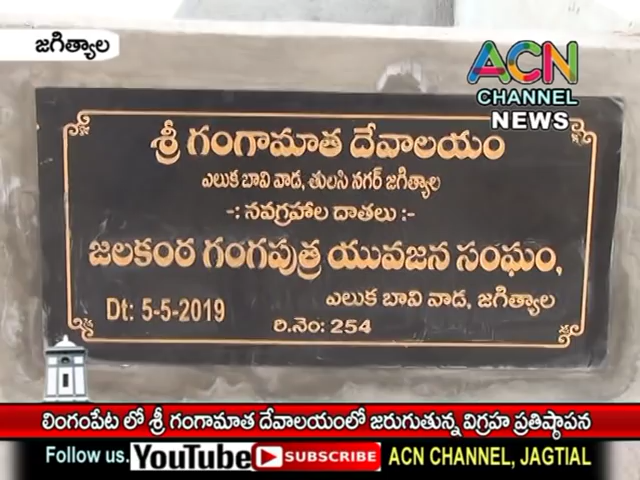 జగిత్యాల
ACN
CHANNEL
NEWS
శ్రీ గంగామాత దేవాలయం
ఎలుక బావి వాడ, తులసి నగర్ జగిత్యాల
-: నవగ్రహాల దాతలు :-
జలకంఠ గంగపుత్ర యువజన సంఘం,
ఎలుక బావి వాడ, జగిత్యాల
Dt: 5-5-2019
రి.నెం: 254
లింగంపేట లో శ్రీ గంగామాత దేవాలయంలో జరుగుతున్న విగ్రహ ప్రతిష్ఠాపన
Follow us. YouTube SUBSCRIBE ACN CHANNEL, JAGTIAL